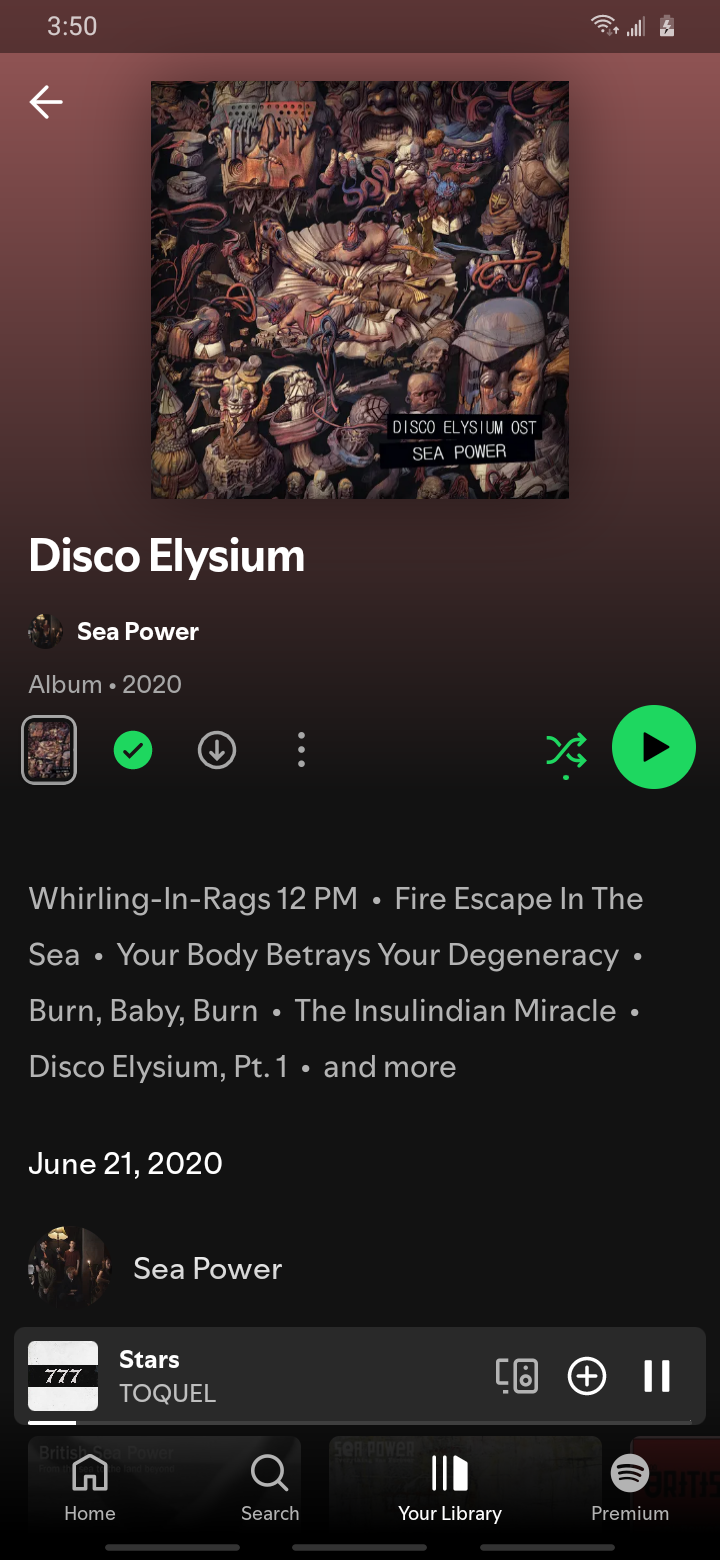 3:50
DISCO ELYSIUM OST
SEA POWER
Disco Elysium
Sea Power
Album • 2020
Whirling-In-Rags 12 PM • Fire Escape In The
Sea • Your Body Betrays Your Degeneracy •
Burn, Baby, Burn • The Insulindian Miracle •
Disco Elysium, Pt. 1 • and more
June 21, 2020
Sea Power
777
Stars
TOQUEL
British Sea Power
SEA POWER
Home
Search
Your Library
Premium